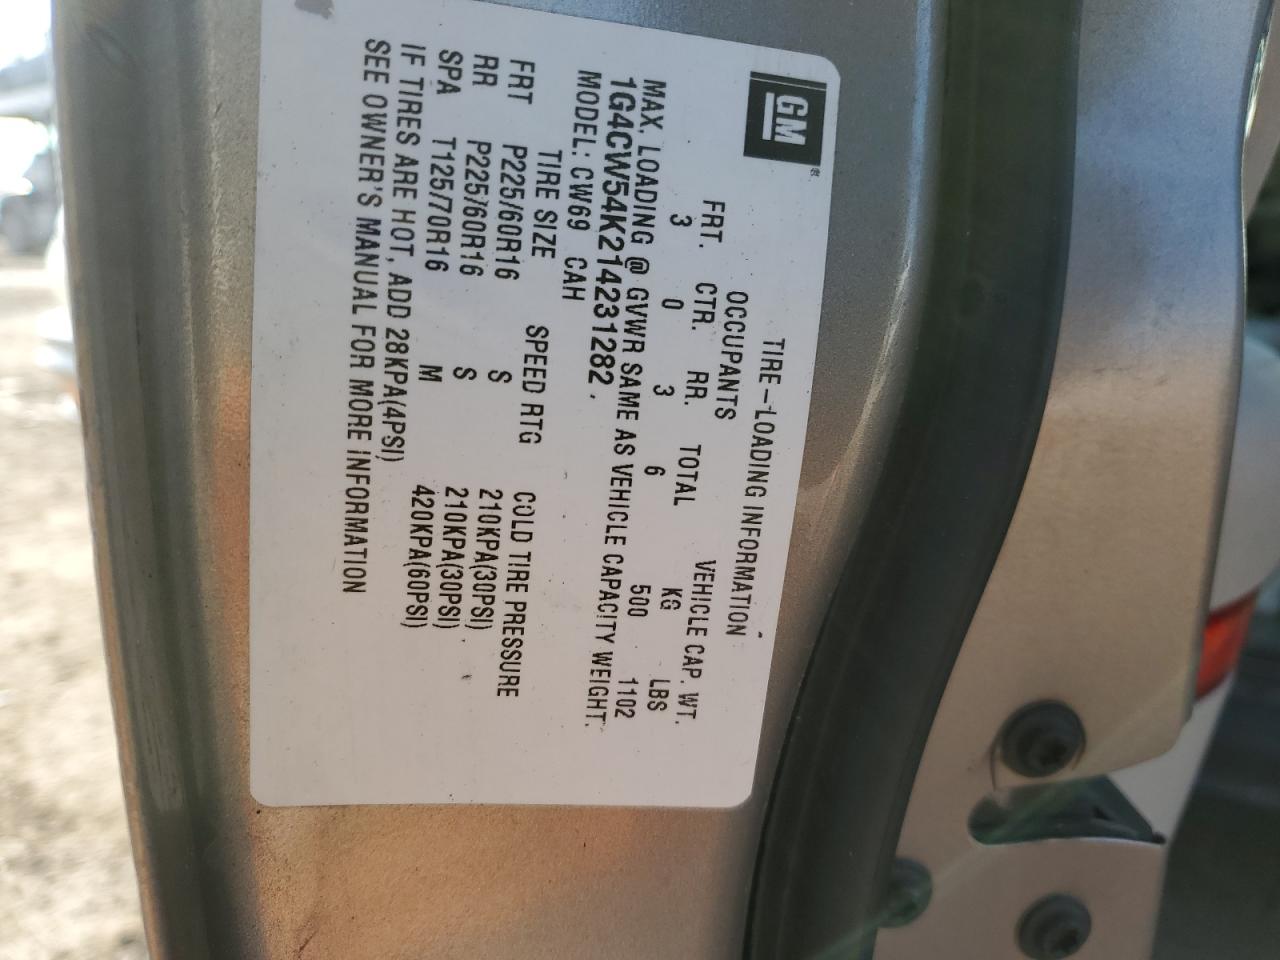 GM
TIRE-LOADING INFORMATION
OCCUPANTS VEHICLE CAP. WT.
FRT. CTR. RR. TOTAL KG LBS
3 0 3 6 500 1102
MAX. LOADING @ GVWR SAME AS VEHICLE CAPACITY WEIGHT.
1G4CW54K214231282.
MODEL: CW69 CAH
TIRE SIZE SPEED RTG COLD TIRE PRESSURE
FRT P225/60R16 S 210KPA(30PSI)
RR P225/60R16 S 210KPA(30PSI)
SPA T125/70R16 M 420KPA(60PSI)
IF TIRES ARE HOT, ADD 28KPA(4PSI)
SEE OWNER'S MANUAL FOR MORE INFORMATION